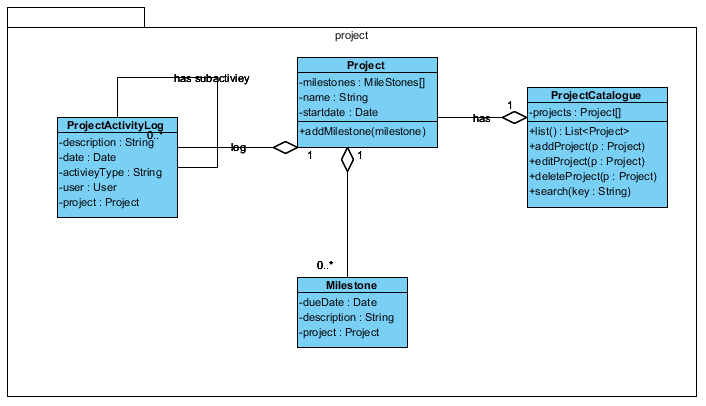 project
has subactiviey
Project
-milestones : MileStones[]
-name : String
-startdate : Date
+addMilestone(milestone)
ProjectCatalogue
-projects : Project[]
+list() : List<Project>
+addProject(p : Project)
+editProject(p : Project)
+deleteProject(p : Project)
+search(key : String)
1
has
ProjectActivityLog
-description : String
-date : Date
-activieyType : String
-user : User
-project : Project
0..*
log
1
1
0..*
Milestone
-dueDate : Date
-description : String
-project : Project